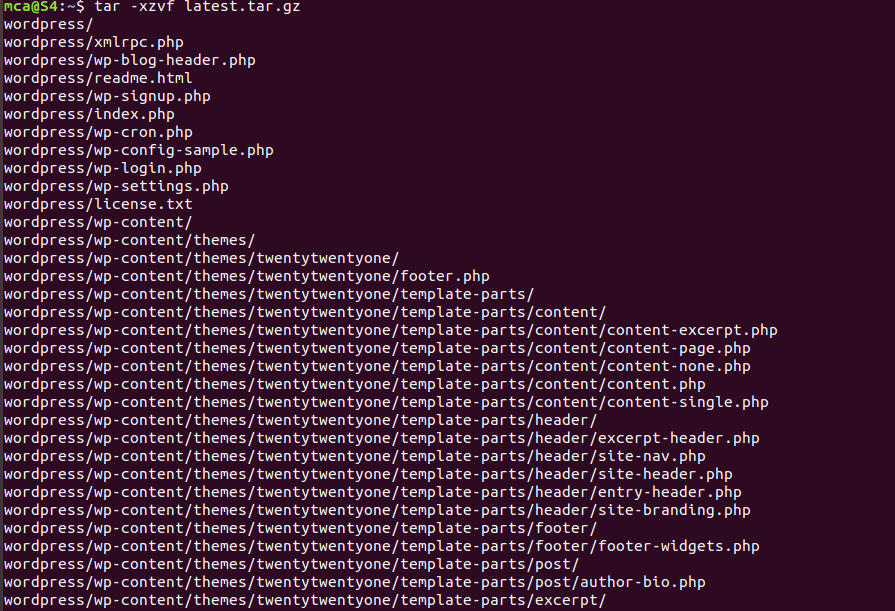 mca@S4:~$ tar -xzvf latest.tar.gz
wordpress/
wordpress/xmlrpc.php
wordpress/wp-blog-header.php
wordpress/readme.html
wordpress/wp-signup.php
wordpress/index.php
wordpress/wp-cron.php
wordpress/wp-config-sample.php
wordpress/wp-login.php
wordpress/wp-settings.php
wordpress/license.txt
wordpress/wp-content/
wordpress/wp-content/themes/
wordpress/wp-content/themes/twentytwentyone/
wordpress/wp-content/themes/twentytwentyone/footer.php
wordpress/wp-content/themes/twentytwentyone/template-parts/
wordpress/wp-content/themes/twentytwentyone/template-parts/content/
wordpress/wp-content/themes/twentytwentyone/template-parts/content/content-excerpt.php
wordpress/wp-content/themes/twentytwentyone/template-parts/content/content-page.php
wordpress/wp-content/themes/twentytwentyone/template-parts/content/content-none.php
wordpress/wp-content/themes/twentytwentyone/template-parts/content/content.php
wordpress/wp-content/themes/twentytwentyone/template-parts/content/content-single.php
wordpress/wp-content/themes/twentytwentyone/template-parts/header/
wordpress/wp-content/themes/twentytwentyone/template-parts/header/excerpt-header.php
wordpress/wp-content/themes/twentytwentyone/template-parts/header/site-nav.php
wordpress/wp-content/themes/twentytwentyone/template-parts/header/site-header.php
wordpress/wp-content/themes/twentytwentyone/template-parts/header/entry-header.php
wordpress/wp-content/themes/twentytwentyone/template-parts/header/site-branding.php
wordpress/wp-content/themes/twentytwentyone/template-parts/footer/
wordpress/wp-content/themes/twentytwentyone/template-parts/footer/footer-widgets.php
wordpress/wp-content/themes/twentytwentyone/template-parts/post/
wordpress/wp-content/themes/twentytwentyone/template-parts/post/author-bio.php
wordpress/wp-content/themes/twentytwentyone/template-parts/excerpt/